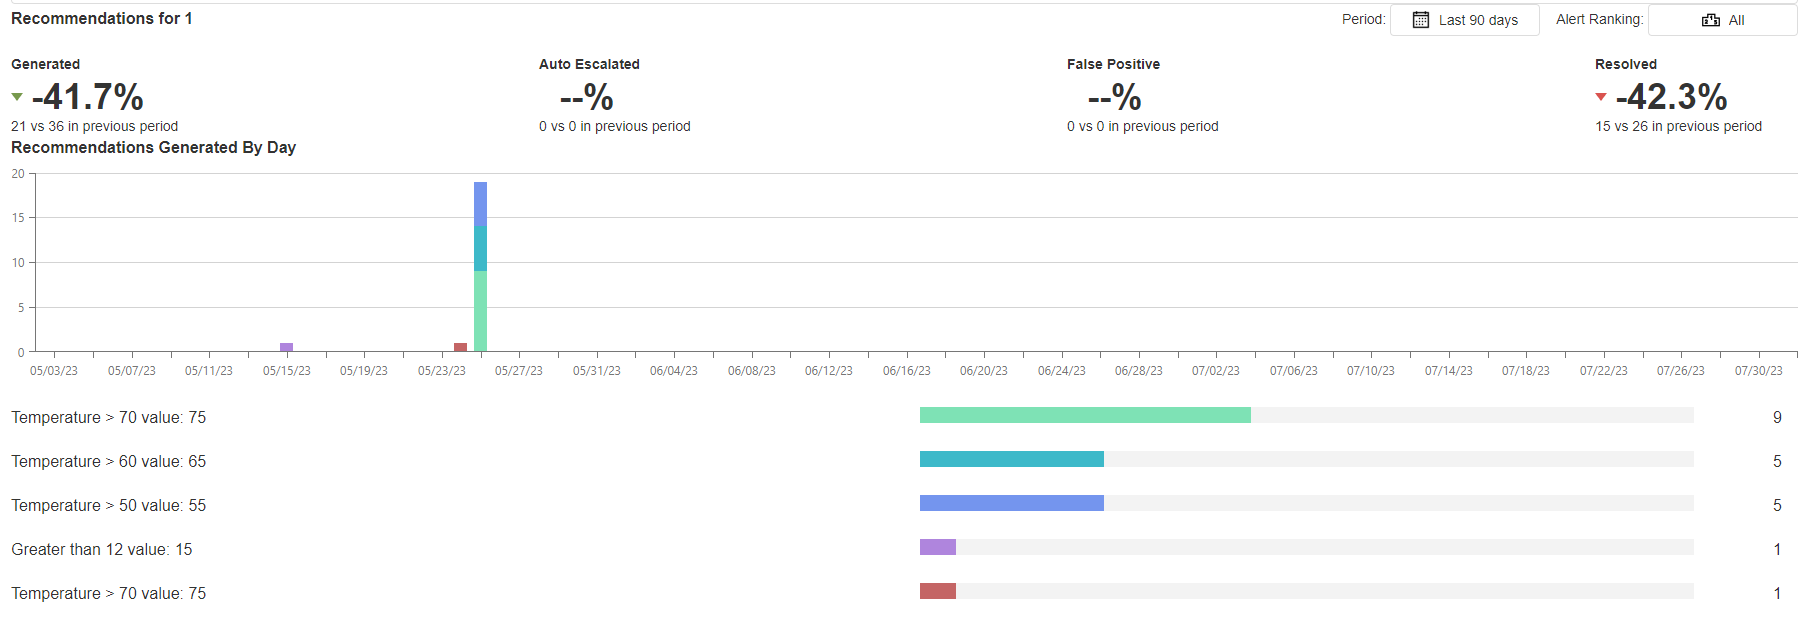 Recommendations for 1
Period: Last 90 days Alert Ranking: All
Generated Auto Escalated False Positive Resolved
-41.7% --% --% -42.3%
21 vs 36 in previous period 0 vs 0 in previous period 0 vs 0 in previous period 15 vs 26 in previous period
Recommendations Generated By Day
20
15
10
5
0
05/03/23 05/07/23 05/11/23 05/15/23 05/19/23 05/23/23 05/27/23 05/31/23 06/04/23 06/08/23 06/12/23 06/16/23 06/20/23 06/24/23 06/28/23 07/02/23 07/06/23 07/10/23 07/14/23 07/18/23 07/22/23 07/26/23 07/30/23
Temperature > 70 value: 75 9
Temperature > 60 value: 65 5
Temperature > 50 value: 55 5
Greater than 12 value: 15 1
Temperature > 70 value: 75 1